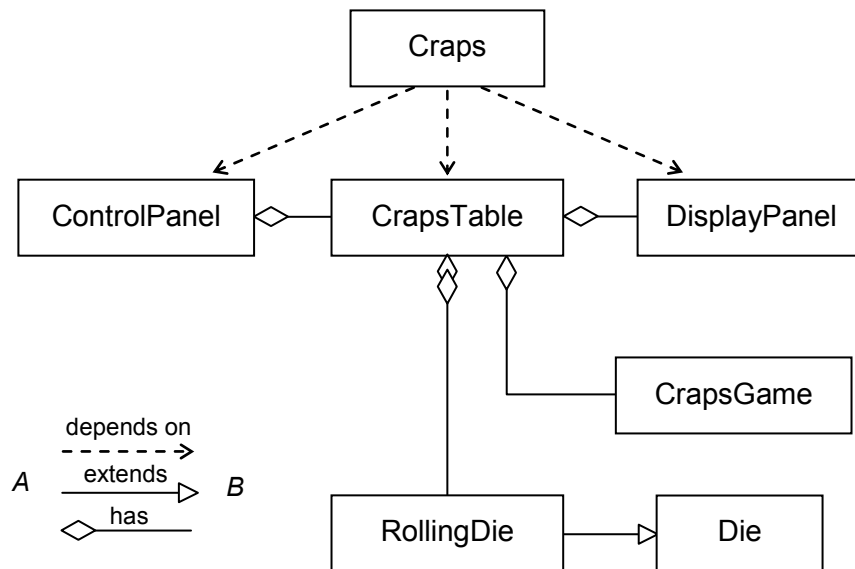 Craps
ControlPanel
CrapsTable
DisplayPanel
CrapsGame
depends on
A
extends
B
has
RollingDie
Die